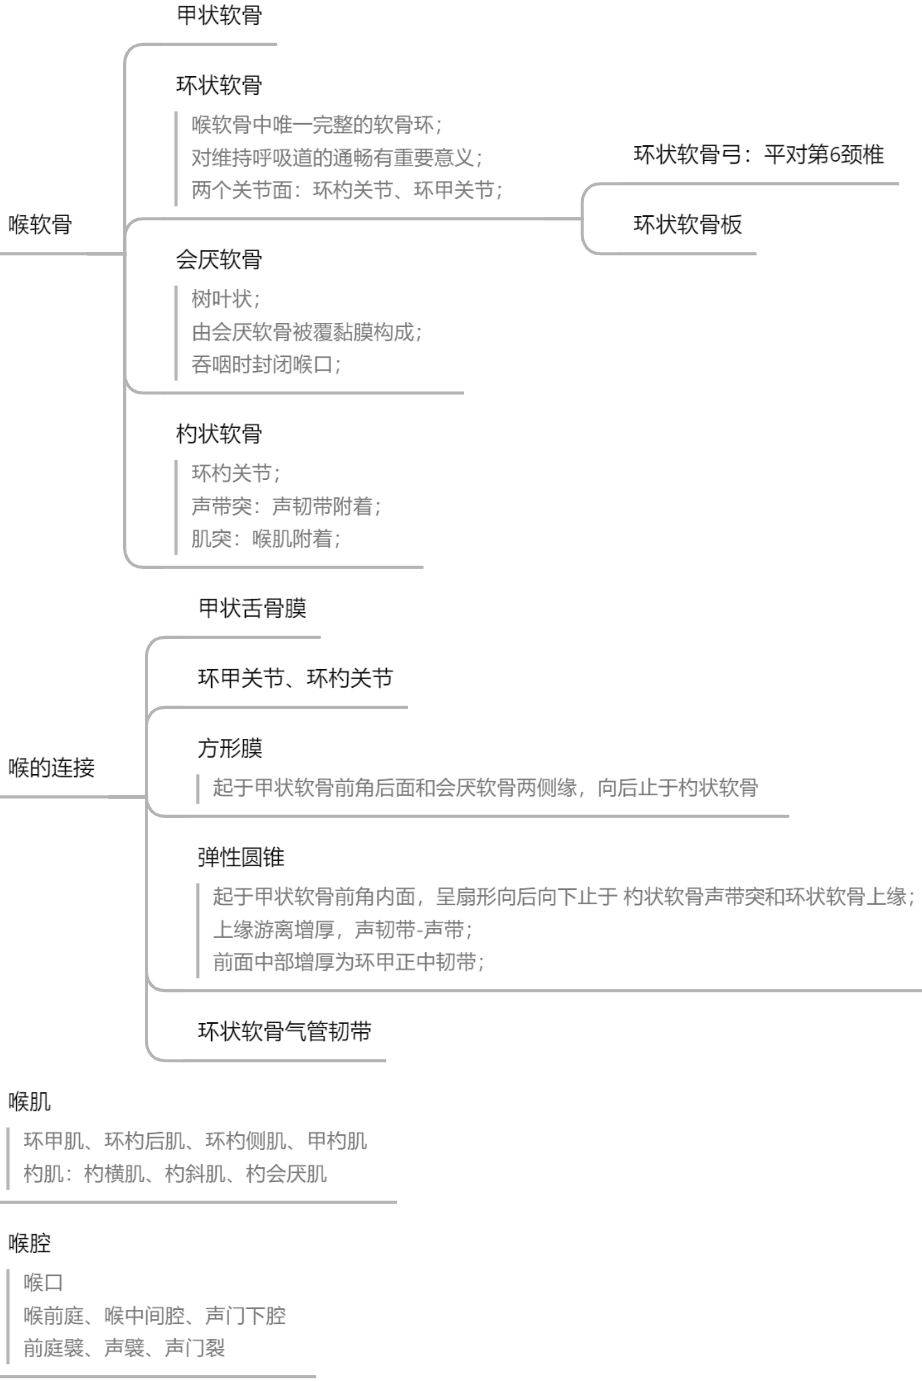 甲状软骨
环状软骨
喉软骨中唯一完整的软骨环；
对维持呼吸道的通畅有重要意义；
两个关节面：环杓关节、环甲关节；
环状软骨弓：平对第6颈椎
环状软骨板
喉软骨
会厌软骨
树叶状；
由会厌软骨被覆黏膜构成；
吞咽时封闭喉口；
杓状软骨
环杓关节；
声带突：声韧带附着；
肌突：喉肌附着；
甲状舌骨膜
环甲关节、环杓关节
方形膜
起于甲状软骨前角后面和会厌软骨两侧缘，向后止于杓状软骨
喉的连接
弹性圆锥
起于甲状软骨前角内面，呈扇形向后向下止于 杓状软骨声带突和环状软骨上缘；
上缘游离增厚，声韧带-声带；
前面中部增厚为环甲正中韧带；
环状软骨气管韧带
喉肌
环甲肌、环杓后肌、环杓侧肌、甲杓肌
杓肌：杓横肌、杓斜肌、杓会厌肌
喉腔
喉口
喉前庭、喉中间腔、声门下腔
前庭襞、声襞、声门裂